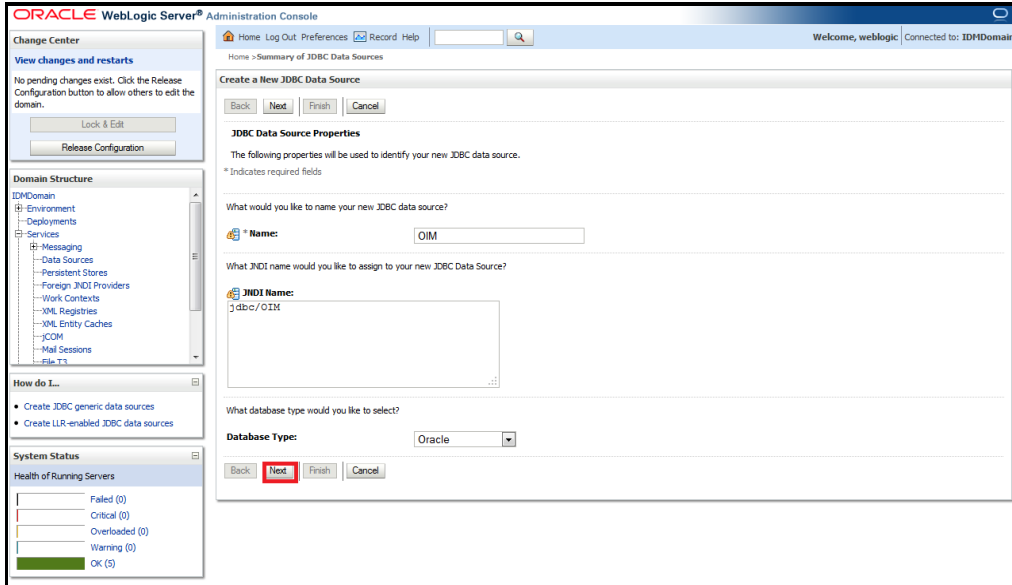 ORACLE WebLogic Server® Administration Console
Change Center
View changes and restarts
No pending changes exist. Click the Release
Configuration button to allow others to edit the
domain.
Lock & Edit
Release Configuration
Domain Structure
IDMDomain
Environment
Deployments
Services
Messaging
Data Sources
Persistent Stores
Foreign JNDI Providers
Work Contexts
XML Registries
XML Entity Caches
jCOM
Mail Sessions
File T3
How do I...
Create JDBC generic data sources
Create LLR-enabled JDBC data sources
System Status
Health of Running Servers
Failed (0)
Critical (0)
Overloaded (0)
Warning (0)
OK (5)
Home Log Out Preferences Record Help
Welcome, weblogic Connected to: IDMDomain
Home >Summary of JDBC Data Sources
Create a New JDBC Data Source
Back Next Finish Cancel
JDBC Data Source Properties
The following properties will be used to identify your new JDBC data source.
* Indicates required fields
What would you like to name your new JDBC data source?
* Name: OIM
What JNDI name would you like to assign to your new JDBC Data Source?
JNDI Name:
jdbc/OIM
What database type would you like to select?
Database Type: Oracle
Back Next Finish Cancel